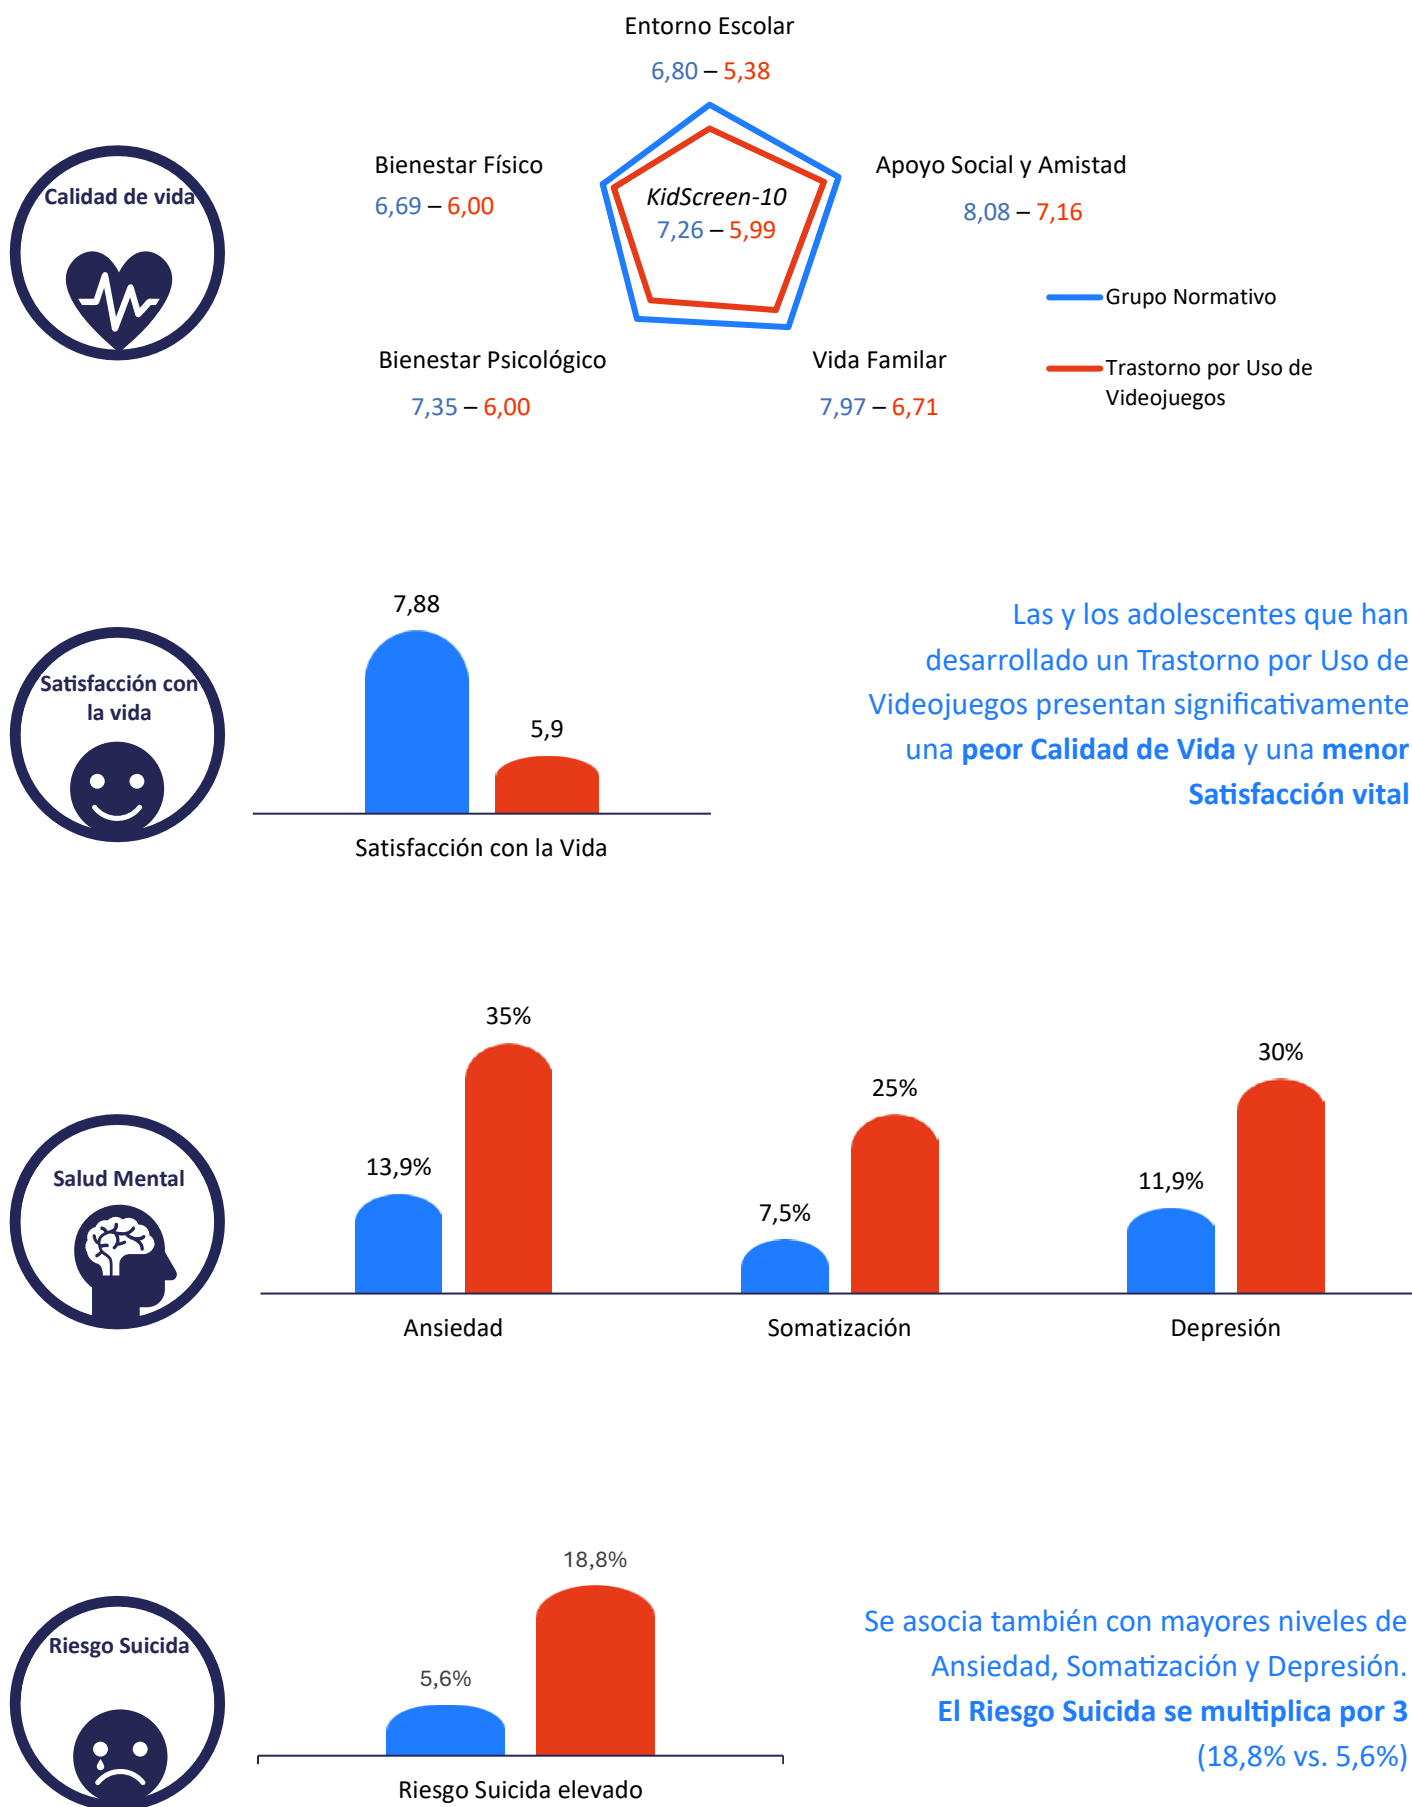 Entorno Escolar
6,80 – 5,38
Calidad de vida
Bienestar Físico
6,69 – 6,00
KidScreen-10
7,26 – 5,99
Apoyo Social y Amistad
8,08 – 7,16
Grupo Normativo
Bienestar Psicológico
7,35 – 6,00
Vida Familar
7,97 – 6,71
Trastorno por Uso de
Videojuegos
Satisfacción con
la vida
7,88
5,9
Satisfacción con la Vida
Las y los adolescentes que han
desarrollado un Trastorno por Uso de
Videojuegos presentan significativamente
una peor Calidad de Vida y una menor
Satisfacción vital
Salud Mental
13,9%
35%
7,5%
25%
11,9%
30%
Ansiedad
Somatización
Depresión
Riesgo Suicida
5,6%
18,8%
Riesgo Suicida elevado
Se asocia también con mayores niveles de
Ansiedad, Somatización y Depresión.
El Riesgo Suicida se multiplica por 3
(18,8% vs. 5,6%)